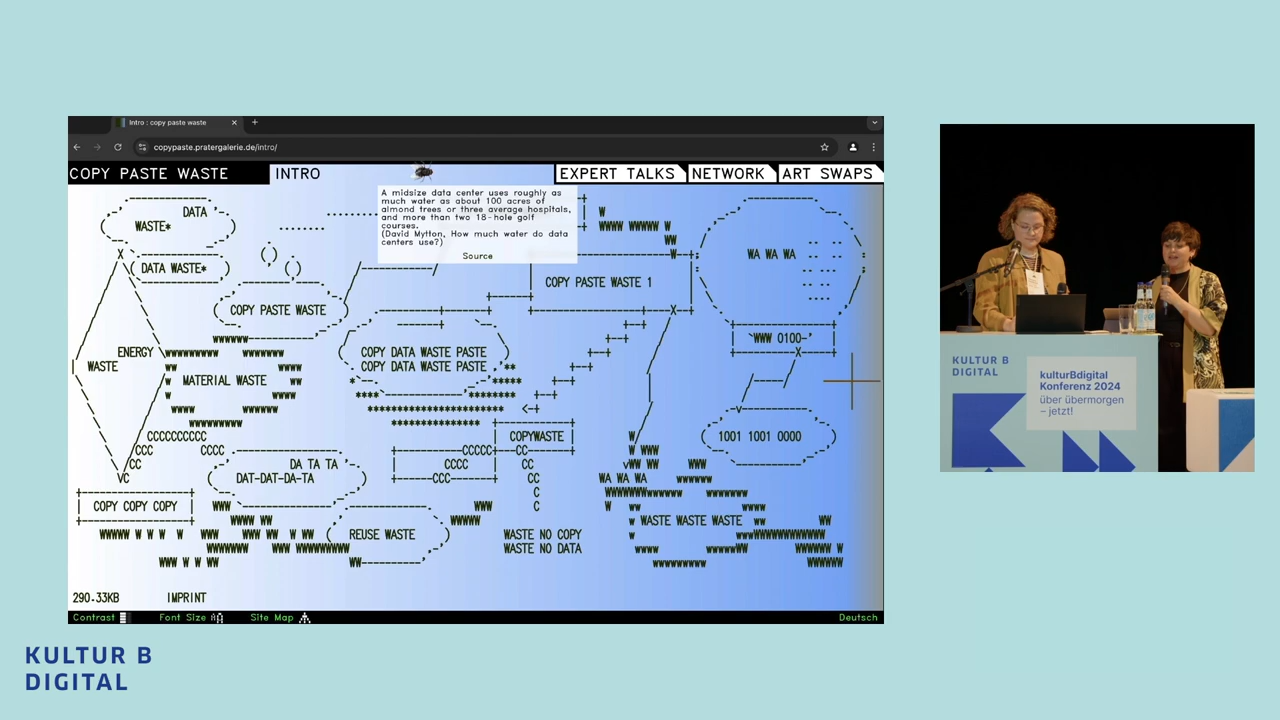 Intro : copy paste waste
copypaste.pratergalerie.de/intro/
COPY PASTE WASTE
INTRO
EXPERT TALKS
NETWORK
ART SWAPS
A midsize data center uses roughly as
much water as about 100 acres of
almond trees or three average hospitals,
and more than two 18-hole golf
courses.
(David Mytton, How much water do data
centers use?)
Source
DATA
WASTE*
W
WWWW WWWWW W
WW
W
WA WA WA
DATA WASTE*
COPY PASTE WASTE 1
COPY PASTE WASTE
WWW 0100-
ENERGY
WASTE
COPY DATA WASTE PASTE
COPY DATA WASTE PASTE
MATERIAL WASTE
COPYWASTE
1001 1001 0000
CCCCCCCCCC
CCC
CCCC
CC
VC
DA TA TA
DAT-DAT-DA-TA
CCCCC
CCCC
CCC
CC
CC
CC
C
C
WA WA WA
COPY COPY COPY
WASTE WASTE WASTE
REUSE WASTE
WASTE NO COPY
WASTE NO DATA
290.33KB
IMPRINT
Contrast
Font Size
Site Map
Deutsch
KULTUR B
DIGITAL
kulturBdigital
Konferenz 2024
über übermorgen
– jetzt!
KULTUR B
DIGITAL